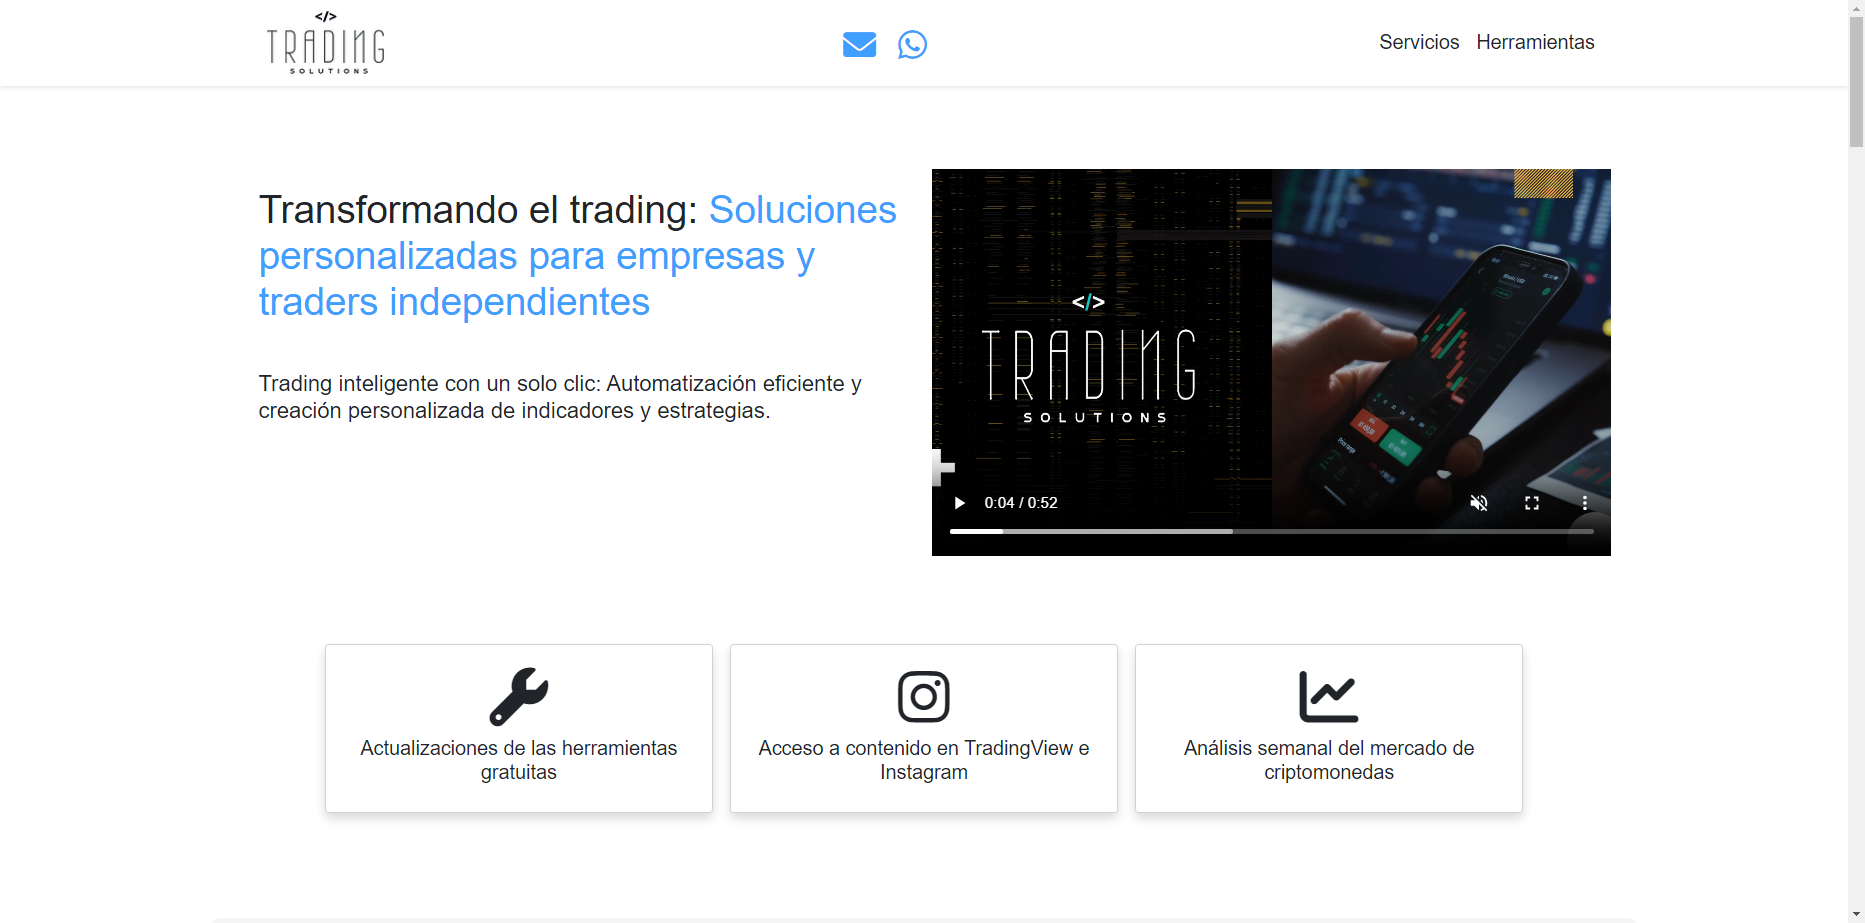 </>
TRADING
SOLUTIONS
Servicios Herramientas
Transformando el trading: Soluciones
personalizadas para empresas y
traders independientes
Trading inteligente con un solo clic: Automatización eficiente y
creación personalizada de indicadores y estrategias.
</>
TRADING
SOLUTIONS
0:04 / 0:52
Actualizaciones de las herramientas
gratuitas
Acceso a contenido en TradingView e
Instagram
Análisis semanal del mercado de
criptomonedas